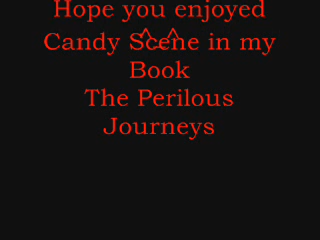 Hope you enjoyed
^_^
Candy Scene in my
Book
The Perilous
Journeys